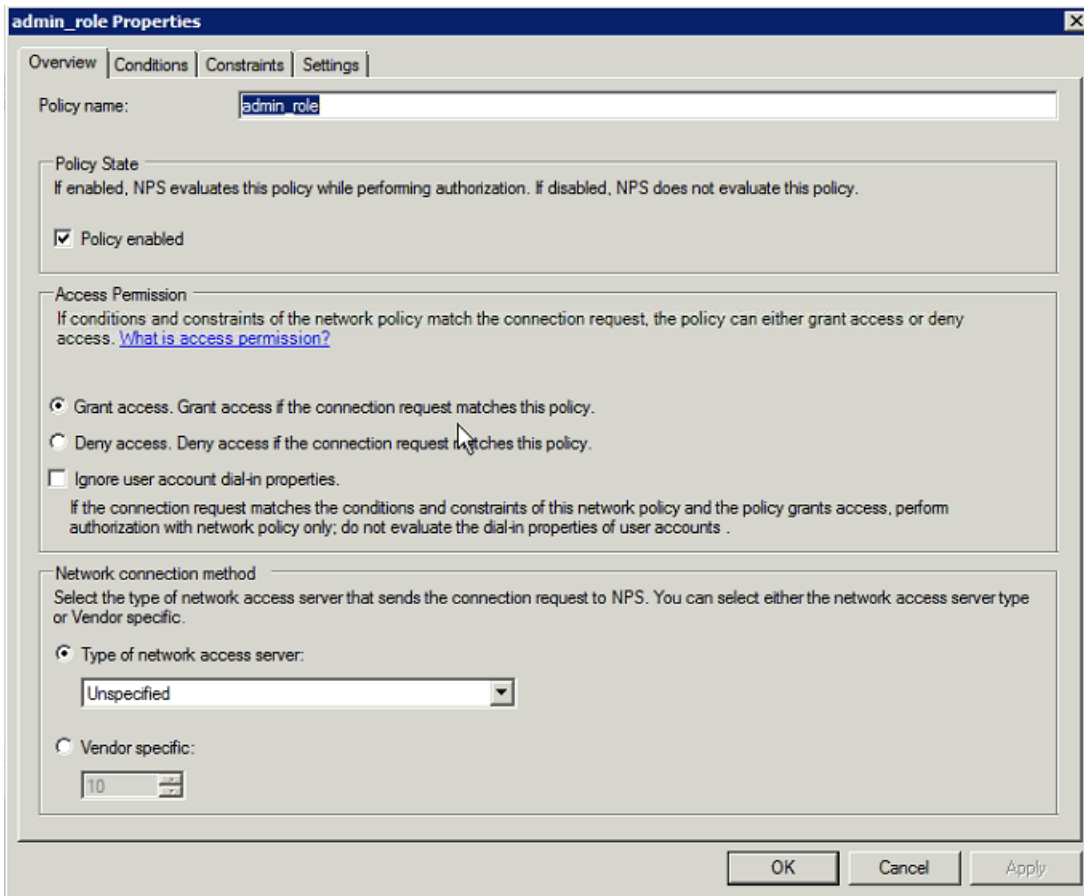 admin_role Properties
Overview Conditions Constraints Settings
Policy name: admin_role
Policy State
If enabled, NPS evaluates this policy while performing authorization. If disabled, NPS does not evaluate this policy.
Policy enabled
Access Permission
If conditions and constraints of the network policy match the connection request, the policy can either grant access or deny
access. What is access permission?
Grant access. Grant access if the connection request matches this policy.
Deny access. Deny access if the connection request matches this policy.
Ignore user account dial-in properties.
If the connection request matches the conditions and constraints of this network policy and the policy grants access, perform
authorization with network policy only; do not evaluate the dial-in properties of user accounts .
Network connection method
Select the type of network access server that sends the connection request to NPS. You can select either the network access server type
or Vendor specific.
Type of network access server:
Unspecified
Vendor specific:
10
OK Cancel Apply